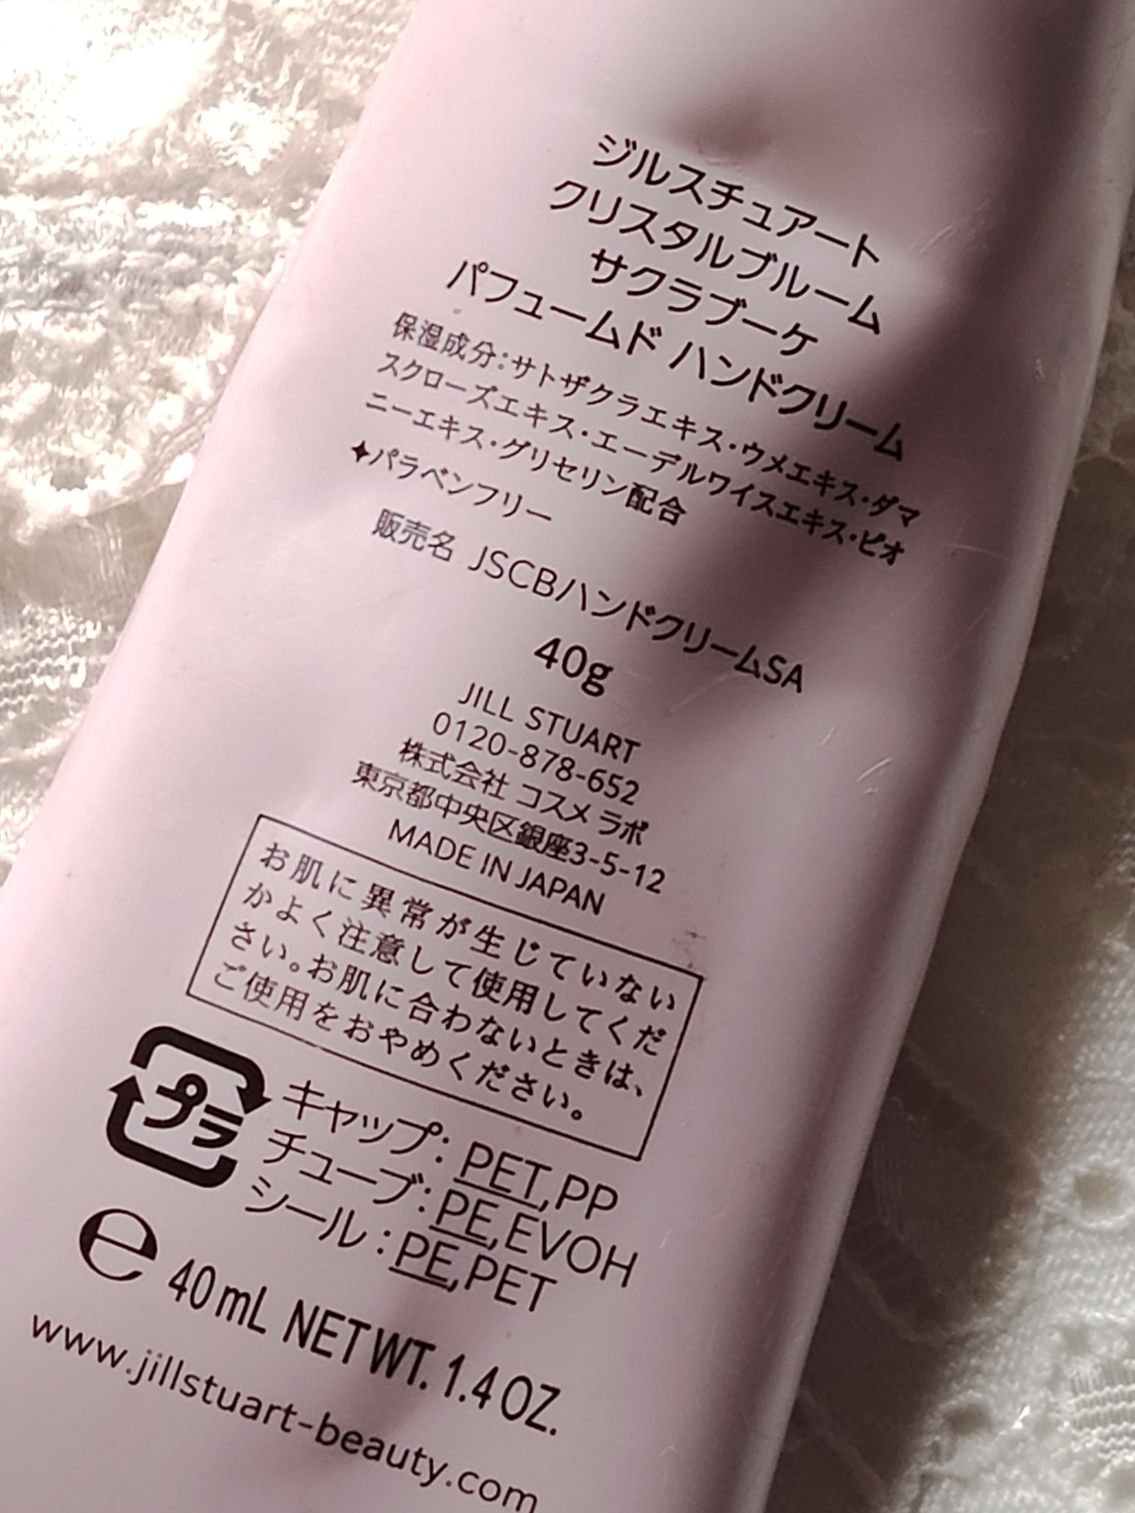 ジルスチュアート
クリスタルブルーム
サクラブーケ
パフュームド ハンドクリーム
保湿成分:サトザクラエキス・ウメエキス・ダマ
スクローズエキス・エーデルワイスエキス・ピオ
ニーエキス・グリセリン配合
✦パラベンフリー
販売名 JSCBハンドクリームSA
40g
JILL STUART
0120-878-652
株式会社 コスメ ラボ
東京都中央区銀座3-5-12
MADE IN JAPAN
お肌に異常が生じていない
かよく注意して使用してくだ
さい。お肌に合わないときは、
ご使用をおやめください。
プラ
キャップ: PET,PP
チューブ: PE,EVOH
シール: PE,PET
℮ 40mL NET WT. 1.4 OZ.
www.jillstuart-beauty.com